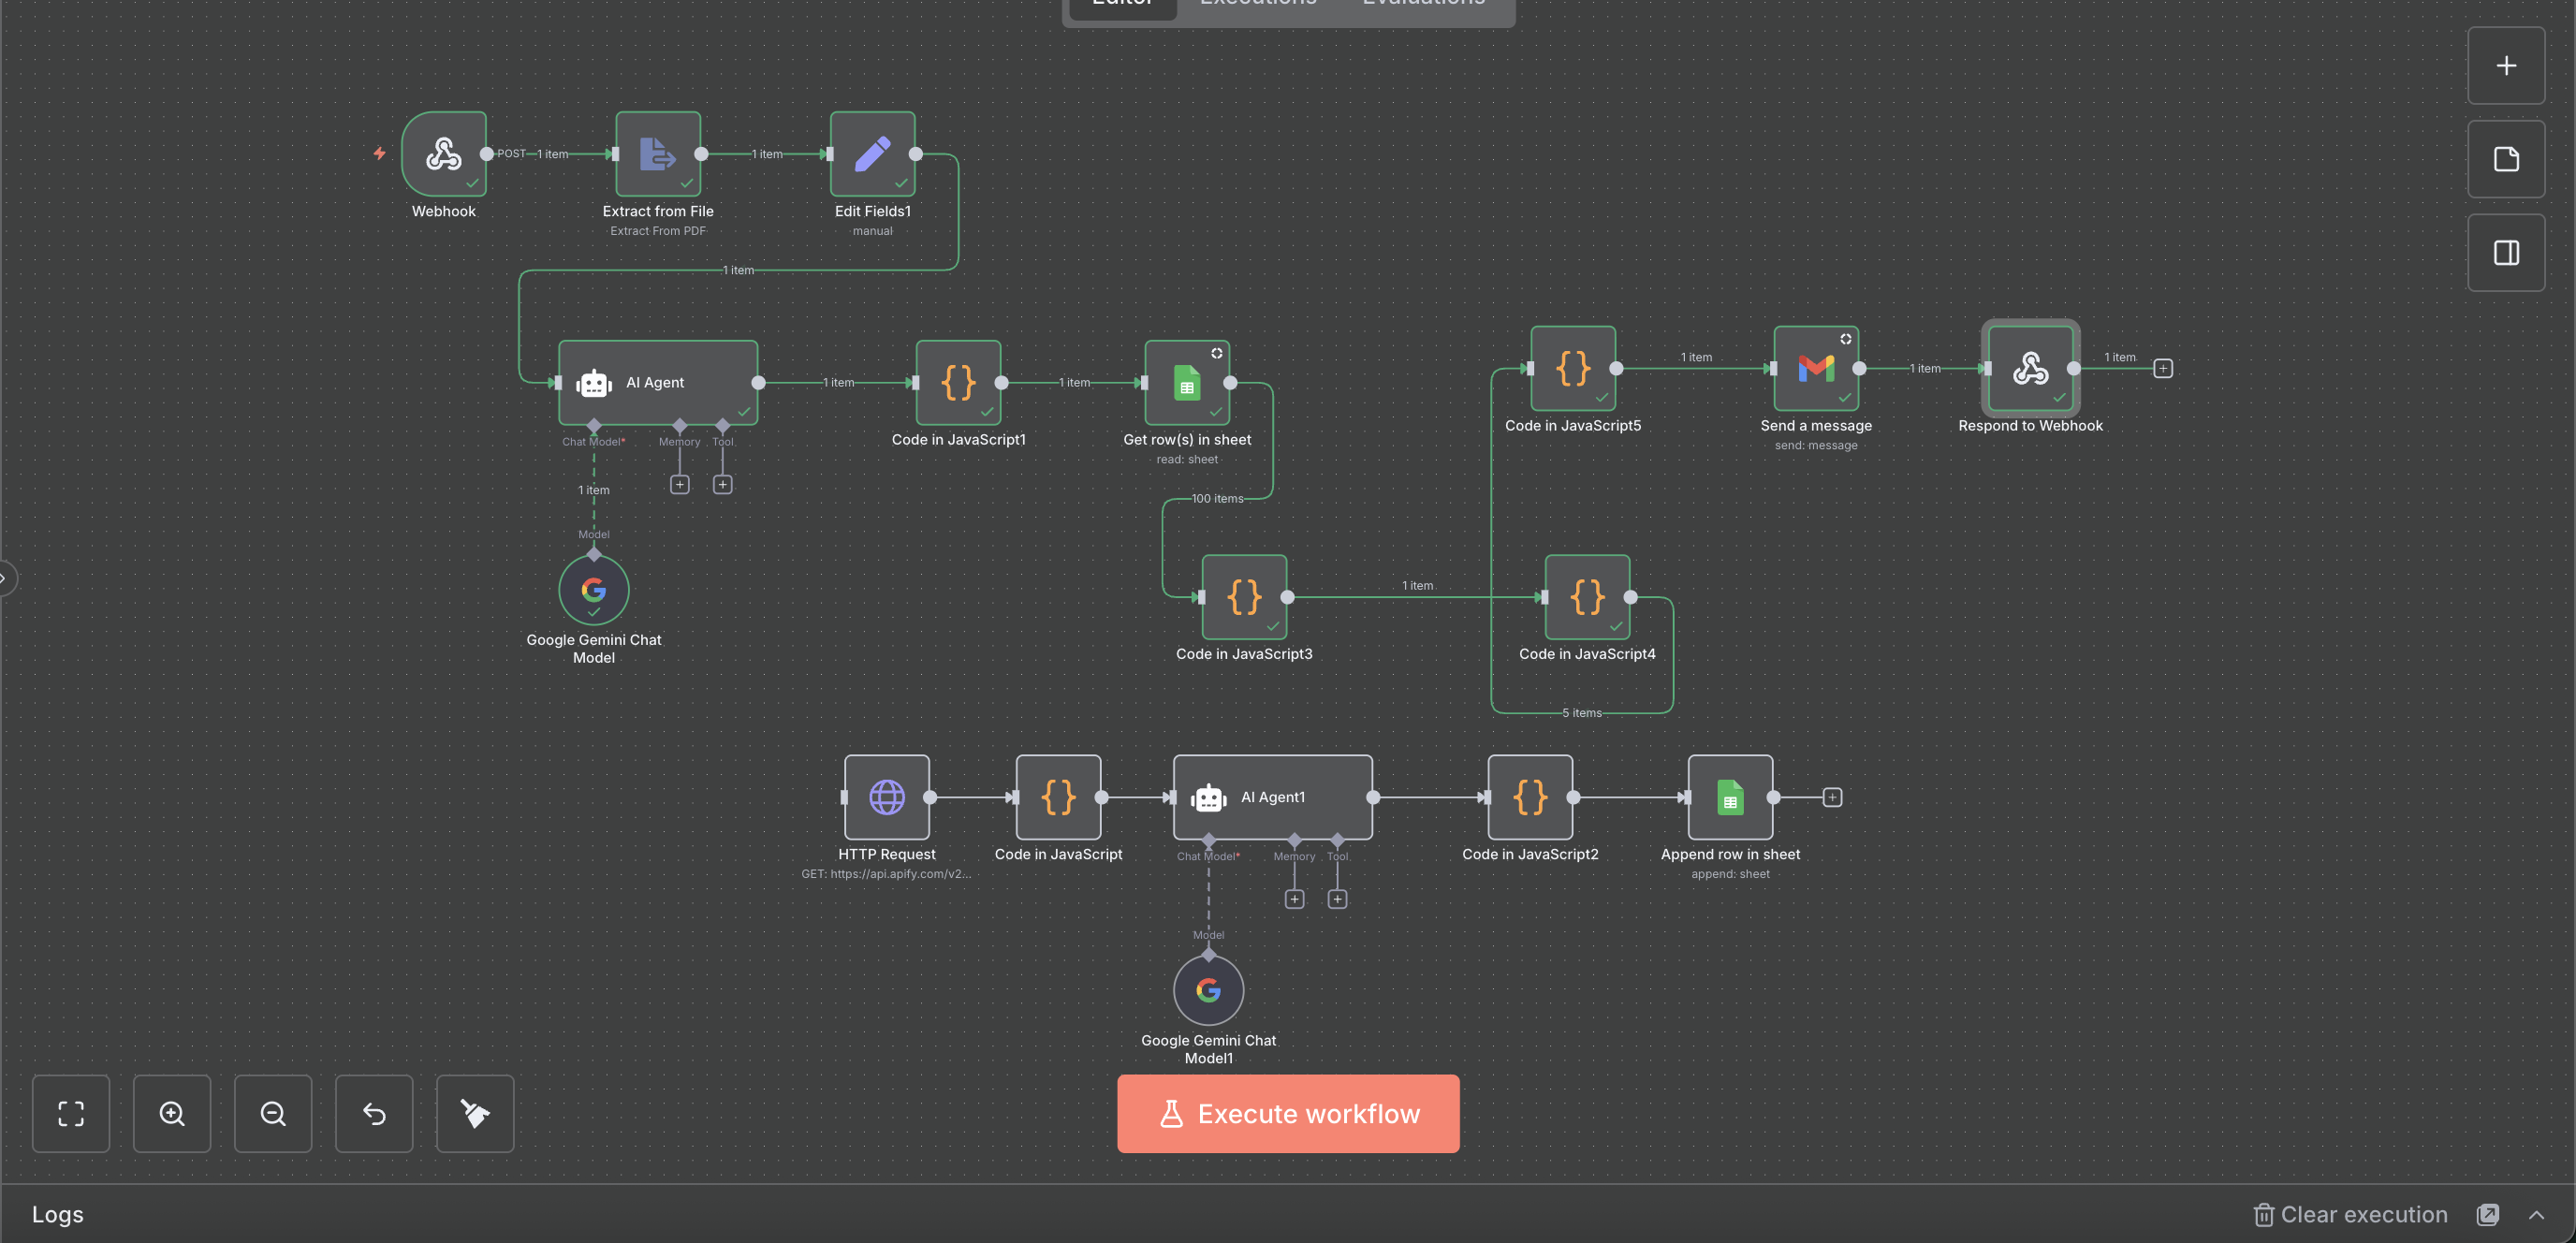 Editor Executions Evaluations
POST 1 item
1 item
Webhook
Extract from File
Extract From PDF
Edit Fields1
manual
1 item
AI Agent
Chat Model*
Memory
Tool
1 item
1 item
Code in JavaScript1
Get row(s) in sheet
read: sheet
1 item
Model
Google Gemini Chat
Model
100 items
Code in JavaScript3
1 item
Code in JavaScript4
5 items
Code in JavaScript5
1 item
Send a message
send: message
1 item
Respond to Webhook
1 item
HTTP Request
GET: https://api.apify.com/v2...
Code in JavaScript
AI Agent1
Chat Model*
Memory
Tool
Model
Google Gemini Chat
Model1
Code in JavaScript2
Append row in sheet
append: sheet
Execute workflow
Logs
Clear execution